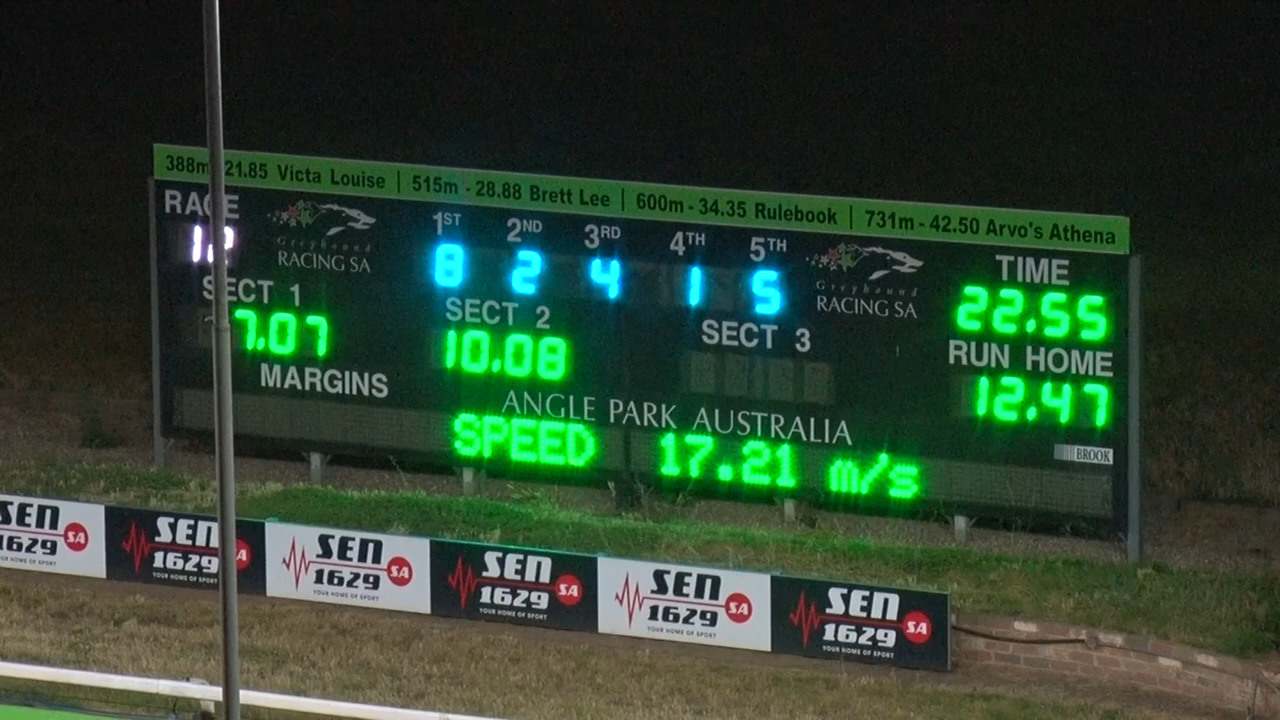 388m - 21.85 Victa Louise | 515m - 28.88 Brett Lee | 600m - 34.35 Rulebook | 731m - 42.50 Arvo's Athena
RACE
12
Greyhound
RACING SA
1ST 2ND 3RD 4TH 5TH
8 2 4 1 5
Greyhound
RACING SA
TIME
22.55
SECT 1
7.07
SECT 2
10.08
SECT 3
RUN HOME
12.47
MARGINS
ANGLE PARK AUSTRALIA
SPEED 17.21 m/s
BROOK
SEN SA
1629
YOUR HOME OF SPORT
SEN
1629
YOUR HOME OF SPORT
SEN SA
1629
YOUR HOME OF SPORT
SEN SA
1629
YOUR HOME OF SPORT
SEN SA
1629
YOUR HOME OF SPORT
SEN SA
1629
YOUR HOME OF SPORT